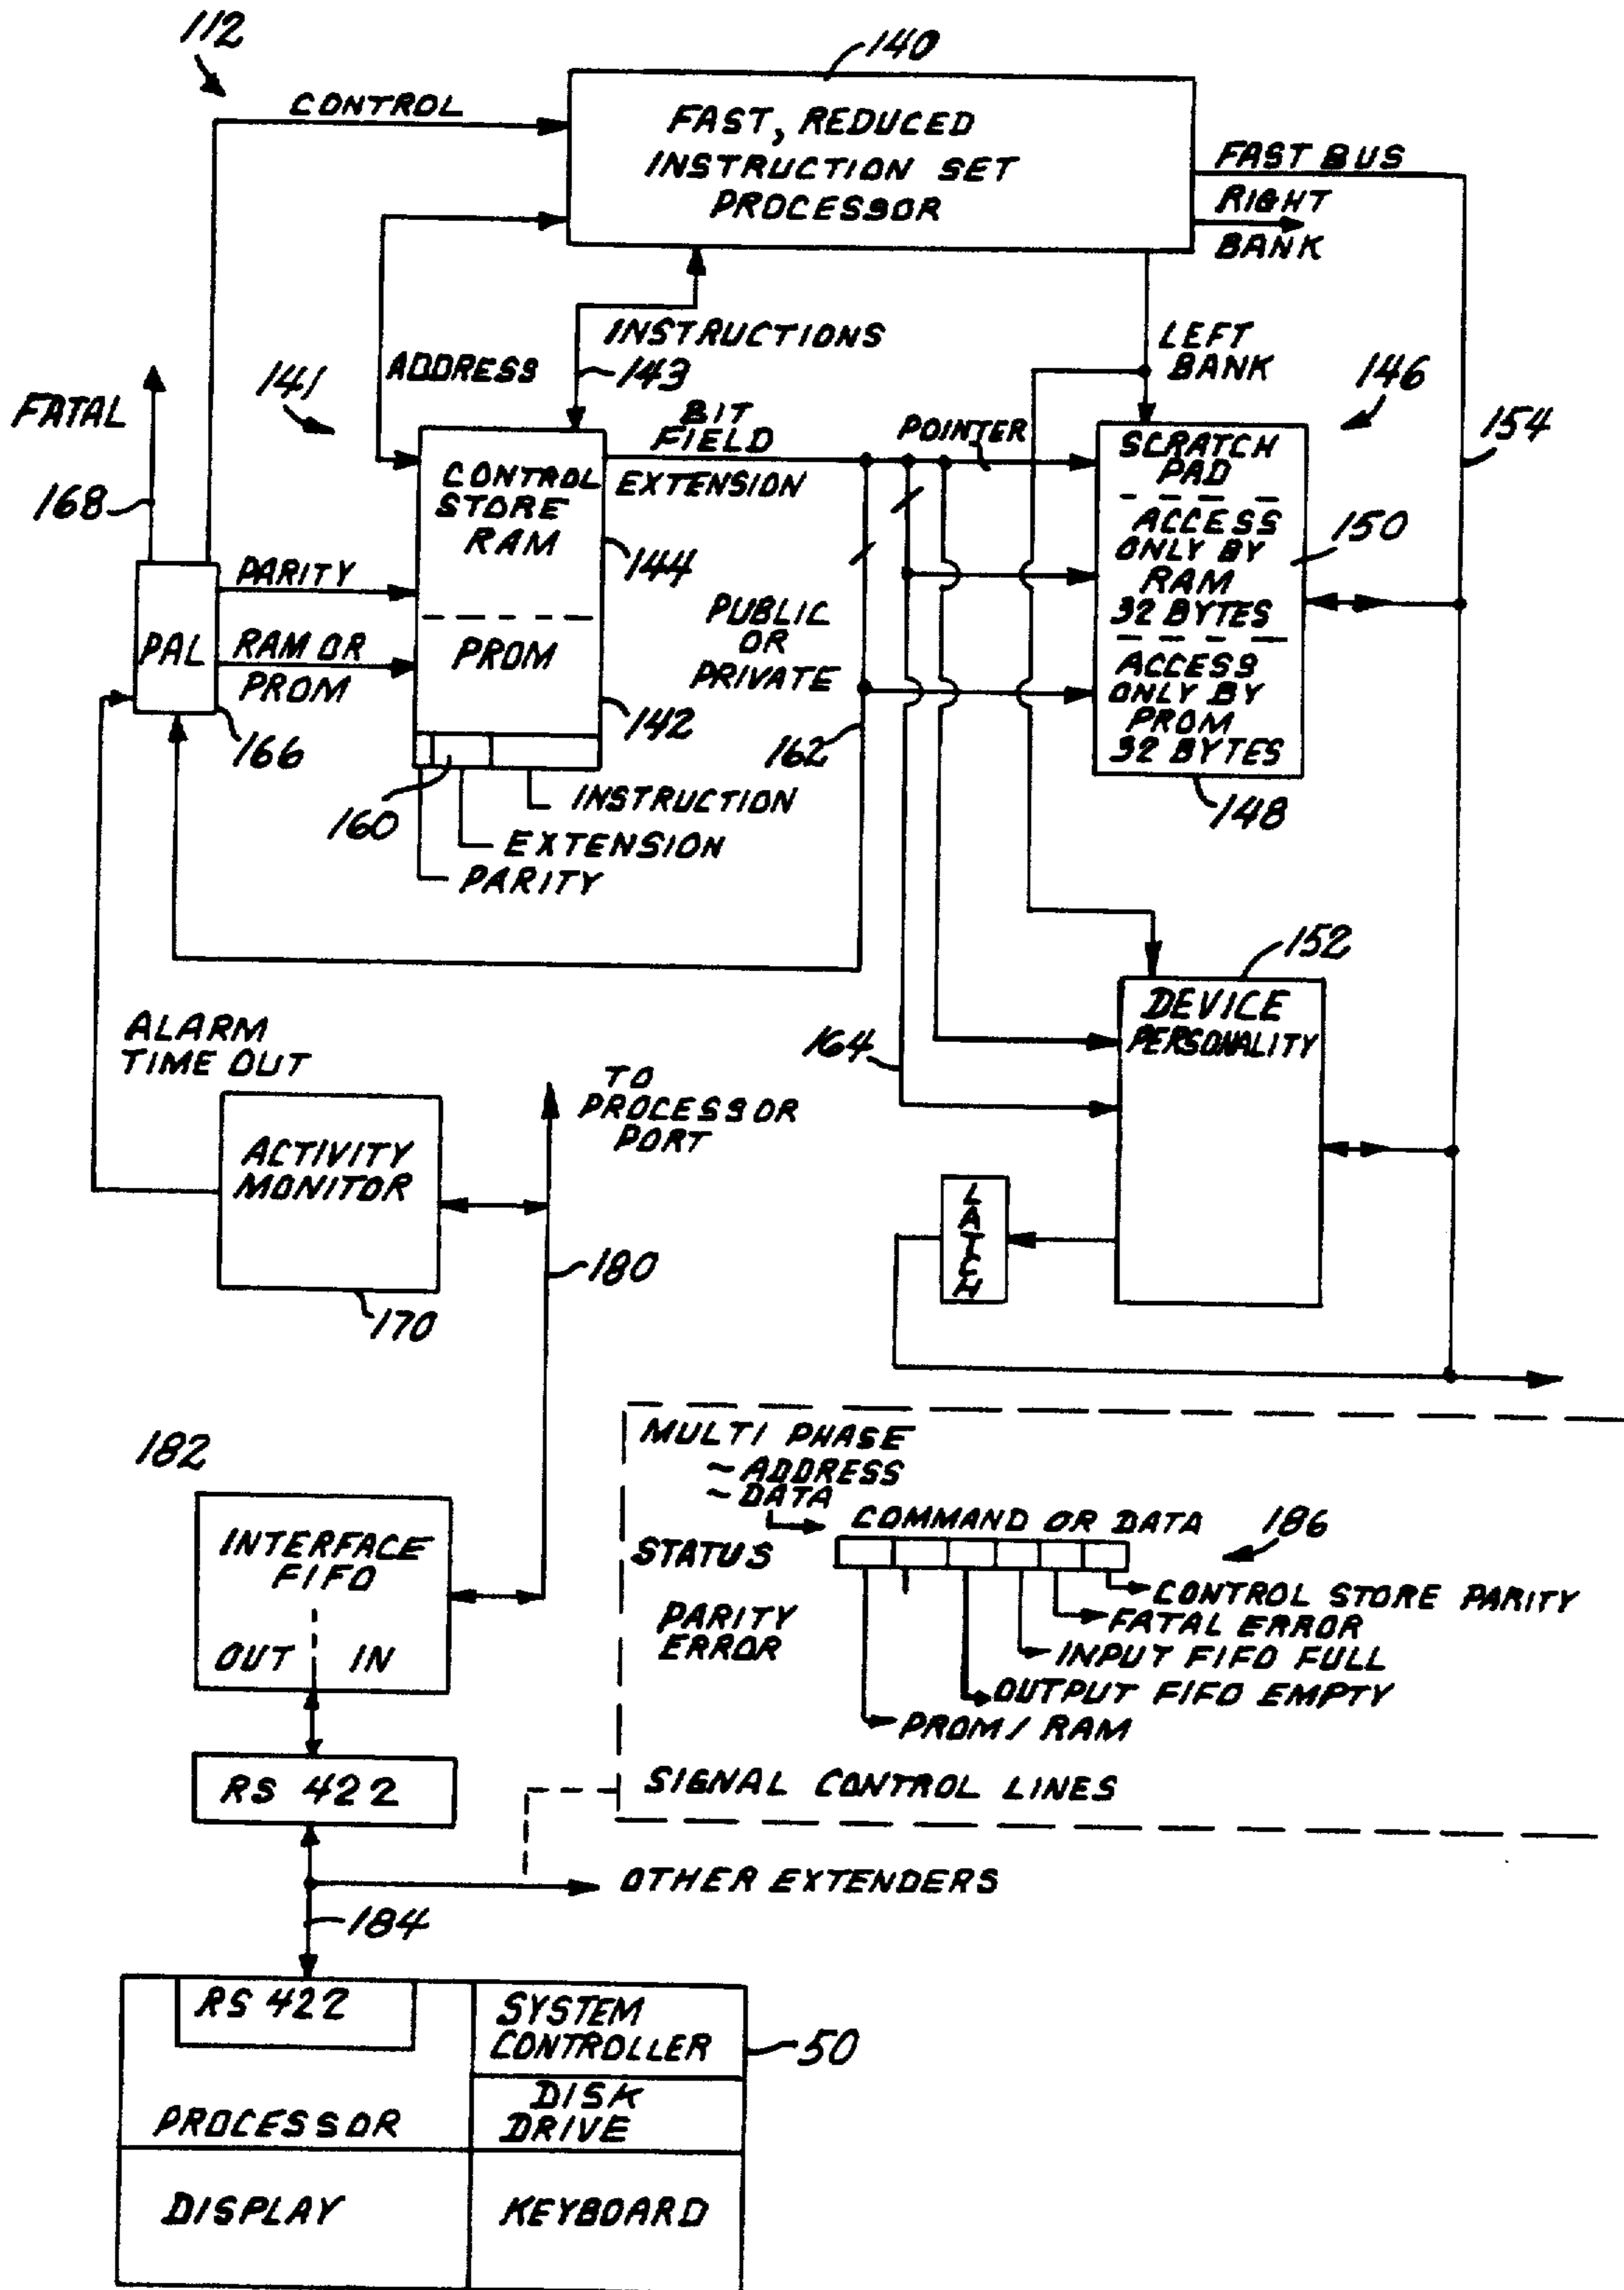 112
140
CONTROL
FAST, REDUCED
INSTRUCTION SET
PROCESSOR
FAST BUS
RIGHT
BANK
INSTRUCTIONS
143
ADDRESS
141
LEFT
BANK
146
154
FATAL
168
BIT
FIELD
EXTENSION
POINTER
CONTROL
STORE
RAM
144
SCRATCH
PAD
ACCESS
ONLY BY
RAM
32 BYTES
150
PARITY
PAL
RAM OR
PROM
166
PROM
142
PUBLIC
OR
PRIVATE
162
ACCESS
ONLY BY
PROM
32 BYTES
148
160
INSTRUCTION
EXTENSION
PARITY
152
DEVICE
PERSONALITY
164
ALARM
TIME OUT
TO
PROCESSOR
PORT
ACTIVITY
MONITOR
170
180
LATCH
182
INTERFACE
FIFO
OUT IN
MULTI PHASE
~ADDRESS
~DATA
COMMAND OR DATA
186
STATUS
PARITY
ERROR
CONTROL STORE PARITY
FATAL ERROR
INPUT FIFO FULL
OUTPUT FIFO EMPTY
PROM/ RAM
SIGNAL CONTROL LINES
RS 422
OTHER EXTENDERS
184
RS 422
SYSTEM
CONTROLLER
50
PROCESSOR
DISK
DRIVE
DISPLAY
KEYBOARD